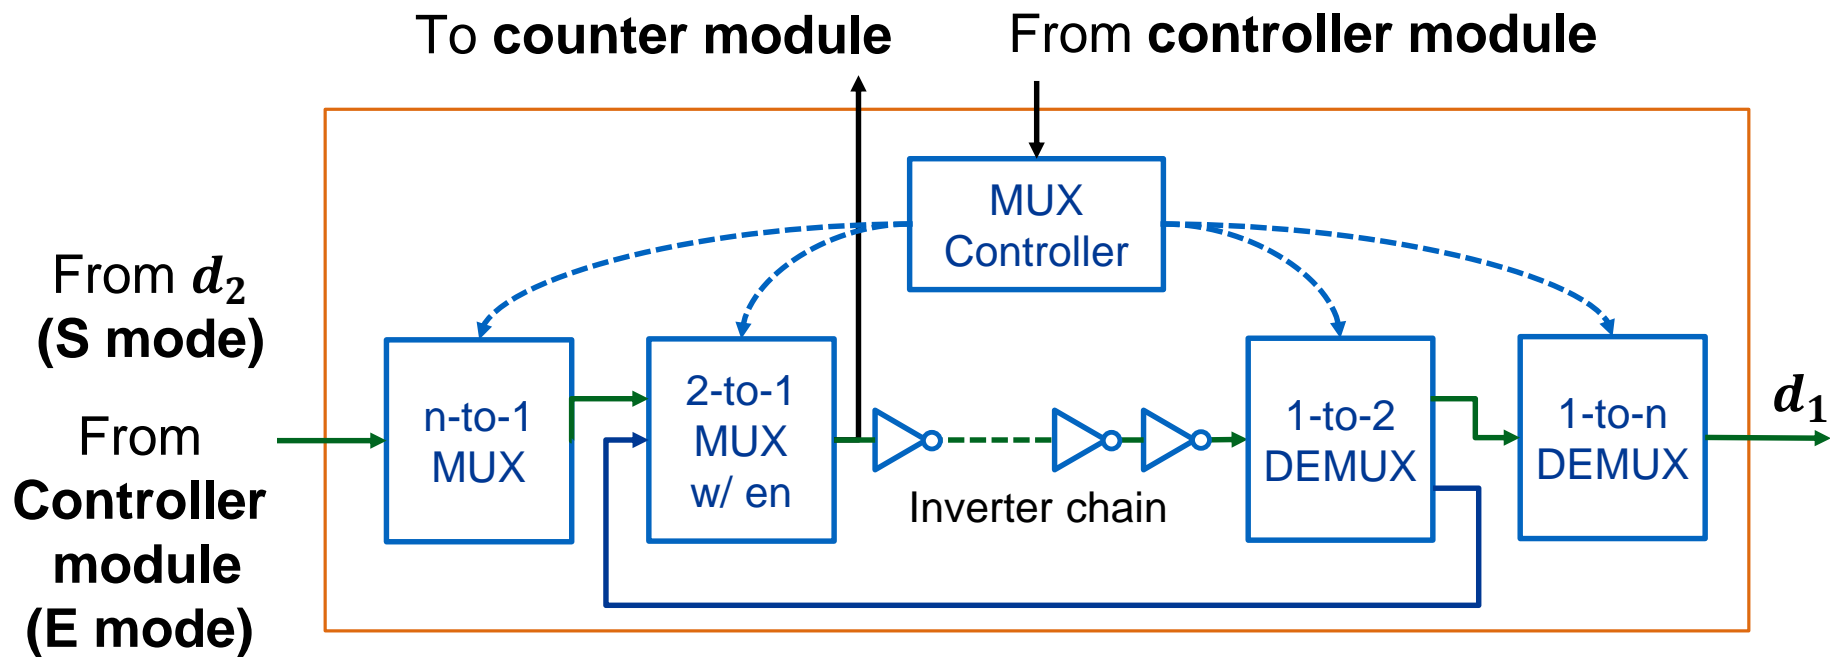 To counter module
From controller module
MUX
Controller
From d₂
(S mode)
From
Controller
module
(E mode)
n-to-1
MUX
2-to-1
MUX
w/ en
Inverter chain
1-to-2
DEMUX
1-to-n
DEMUX
d₁